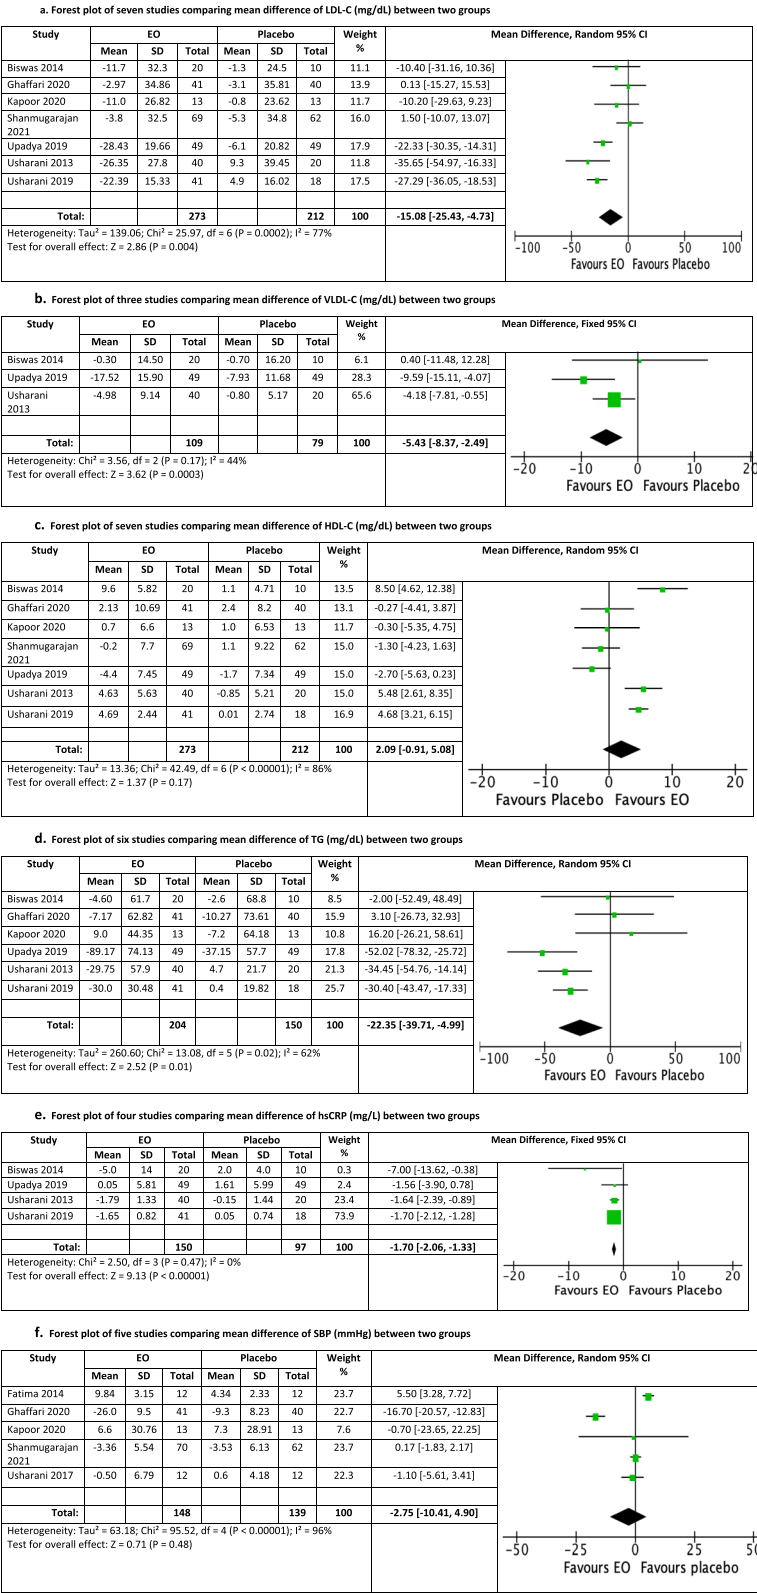 a. Forest plot of seven studies comparing mean difference of LDL-C (mg/dL) between two groups
Study EO Placebo Weight % Mean Difference, Random 95% CI
Mean SD Total Mean SD Total
Biswas 2014 -11.7 32.3 20 -1.3 24.5 10 11.1 -10.40 [-31.16, 10.36]
Ghaffari 2020 -2.97 34.86 41 -3.1 35.81 40 13.9 0.13 [-15.27, 15.53]
Kapoor 2020 -11.0 26.82 13 -0.8 23.62 13 11.7 -10.20 [-29.63, 9.23]
Shanmugarajan 2021 -3.8 32.5 69 -5.3 34.8 62 16.0 1.50 [-10.07, 13.07]
Upadya 2019 -28.43 19.66 49 -6.1 20.82 49 17.9 -22.33 [-30.35, -14.31]
Usharani 2013 -26.35 27.8 40 9.3 39.45 20 11.8 -35.65 [-54.97, -16.33]
Usharani 2019 -22.39 15.33 41 4.9 16.02 18 17.5 -27.29 [-36.05, -18.53]
Total: 273 212 100 -15.08 [-25.43, -4.73]
Heterogeneity: Tau² = 139.06; Chi² = 25.97, df = 6 (P = 0.0002); I² = 77%
Test for overall effect: Z = 2.86 (P = 0.004)
-100 -50 0 50 100
Favours EO Favours Placebo
b. Forest plot of three studies comparing mean difference of VLDL-C (mg/dL) between two groups
Study EO Placebo Weight % Mean Difference, Fixed 95% CI
Mean SD Total Mean SD Total
Biswas 2014 -0.30 14.50 20 -0.70 16.20 10 6.1 0.40 [-11.48, 12.28]
Upadya 2019 -17.52 15.90 49 -7.93 11.68 49 28.3 -9.59 [-15.11, -4.07]
Usharani 2013 -4.98 9.14 40 -0.80 5.17 20 65.6 -4.18 [-7.81, -0.55]
Total: 109 79 100 -5.43 [-8.37, -2.49]
Heterogeneity: Chi² = 3.56, df = 2 (P = 0.17); I² = 44%
Test for overall effect: Z = 3.62 (P = 0.0003)
-20 -10 0 10 20
Favours EO Favours Placebo
c. Forest plot of seven studies comparing mean difference of HDL-C (mg/dL) between two groups
Study EO Placebo Weight % Mean Difference, Random 95% CI
Mean SD Total Mean SD Total
Biswas 2014 9.6 5.82 20 1.1 4.71 10 13.5 8.50 [4.62, 12.38]
Ghaffari 2020 2.13 10.69 41 2.4 8.2 40 13.1 -0.27 [-4.41, 3.87]
Kapoor 2020 0.7 6.6 13 1.0 6.53 13 11.7 -0.30 [-5.35, 4.75]
Shanmugarajan 2021 -0.2 7.7 69 1.1 9.22 62 15.0 -1.30 [-4.23, 1.63]
Upadya 2019 -4.4 7.45 49 -1.7 7.34 49 15.0 -2.70 [-5.63, 0.23]
Usharani 2013 4.63 5.63 40 -0.85 5.21 20 15.0 5.48 [2.61, 8.35]
Usharani 2019 4.69 2.44 41 0.01 2.74 18 16.9 4.68 [3.21, 6.15]
Total: 273 212 100 2.09 [-0.91, 5.08]
Heterogeneity: Tau² = 13.36; Chi² = 42.49, df = 6 (P < 0.00001); I² = 86%
Test for overall effect: Z = 1.37 (P = 0.17)
-20 -10 0 10 20
Favours Placebo Favours EO
d. Forest plot of six studies comparing mean difference of TG (mg/dL) between two groups
Study EO Placebo Weight % Mean Difference, Random 95% CI
Mean SD Total Mean SD Total
Biswas 2014 -4.60 61.7 20 -2.6 68.8 10 8.5 -2.00 [-52.49, 48.49]
Ghaffari 2020 -7.17 62.82 41 -10.27 73.61 40 15.9 3.10 [-26.73, 32.93]
Kapoor 2020 9.0 44.35 13 -7.2 64.18 13 10.8 16.20 [-26.21, 58.61]
Upadya 2019 -89.17 74.13 49 -37.15 57.7 49 17.8 -52.02 [-78.32, -25.72]
Usharani 2013 -29.75 57.9 40 4.7 21.7 20 21.3 -34.45 [-54.76, -14.14]
Usharani 2019 -30.0 30.48 41 0.4 19.82 18 25.7 -30.40 [-43.47, -17.33]
Total: 204 150 100 -22.35 [-39.71, -4.99]
Heterogeneity: Tau² = 260.60; Chi² = 13.08, df = 5 (P = 0.02); I² = 62%
Test for overall effect: Z = 2.52 (P = 0.01)
-100 -50 0 50 100
Favours EO Favours Placebo
e. Forest plot of four studies comparing mean difference of hsCRP (mg/L) between two groups
Study EO Placebo Weight % Mean Difference, Fixed 95% CI
Mean SD Total Mean SD Total
Biswas 2014 -5.0 14 20 2.0 4.0 10 0.3 -7.00 [-13.62, -0.38]
Upadya 2019 0.05 5.81 49 1.61 5.99 49 2.4 -1.56 [-3.90, 0.78]
Usharani 2013 -1.79 1.33 40 -0.15 1.44 20 23.4 -1.64 [-2.39, -0.89]
Usharani 2019 -1.65 0.82 41 0.05 0.74 18 73.9 -1.70 [-2.12, -1.28]
Total: 150 97 100 -1.70 [-2.06, -1.33]
Heterogeneity: Chi² = 2.50, df = 3 (P = 0.47); I² = 0%
Test for overall effect: Z = 9.13 (P < 0.00001)
-20 -10 0 10 20
Favours EO Favours Placebo
f. Forest plot of five studies comparing mean difference of SBP (mmHg) between two groups
Study EO Placebo Weight % Mean Difference, Random 95% CI
Mean SD Total Mean SD Total
Fatima 2014 9.84 3.15 12 4.34 2.33 12 23.7 5.50 [3.28, 7.72]
Ghaffari 2020 -26.0 9.5 41 -9.3 8.23 40 22.7 -16.70 [-20.57, -12.83]
Kapoor 2020 6.6 30.76 13 7.3 28.91 13 7.6 -0.70 [-23.65, 22.25]
Shanmugarajan 2021 -3.36 5.54 70 -3.53 6.13 62 23.7 0.17 [-1.83, 2.17]
Usharani 2017 -0.50 6.79 12 0.6 4.18 12 22.3 -1.10 [-5.61, 3.41]
Total: 148 139 100 -2.75 [-10.41, 4.90]
Heterogeneity: Tau² = 63.18; Chi² = 95.52, df = 4 (P < 0.00001); I² = 96%
Test for overall effect: Z = 0.71 (P = 0.48)
-50 -25 0 25 50
Favours EO Favours placebo